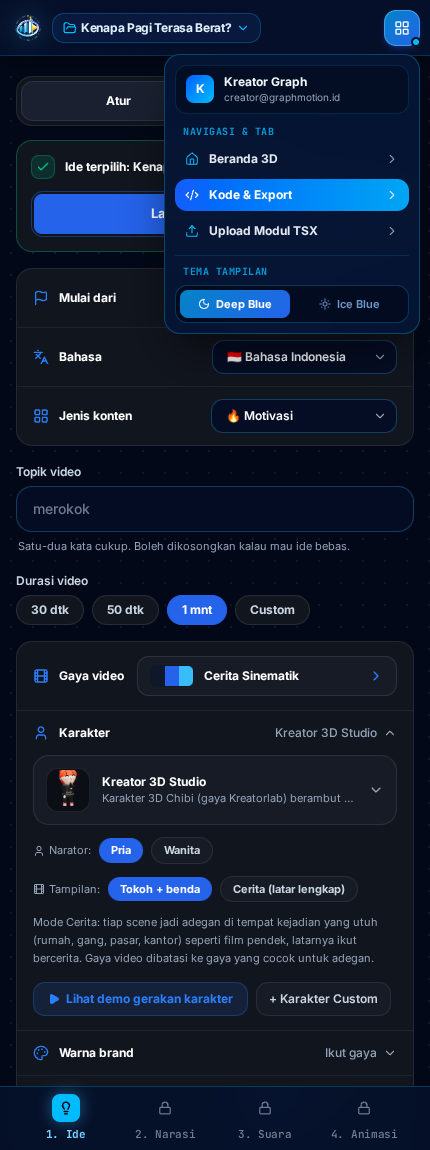 Kenapa Pagi Terasa Berat?
K
Kreator Graph
creator@graphmotion.id
NAVIGASI & TAB
Beranda 3D
Kode & Export
Upload Modul TSX
TEMA TAMPILAN
Deep Blue
Ice Blue
Atur
Ide terpilih: Kenap
La
Mulai dari
Bahasa
🇮🇩 Bahasa Indonesia
Jenis konten
🔥 Motivasi
Topik video
merokok
Satu-dua kata cukup. Boleh dikosongkan kalau mau ide bebas.
Durasi video
30 dtk
50 dtk
1 mnt
Custom
Gaya video
Cerita Sinematik
Karakter
Kreator 3D Studio
Kreator 3D Studio
Karakter 3D Chibi (gaya Kreatorlab) berambut ...
Narator:
Pria
Wanita
Tampilan:
Tokoh + benda
Cerita (latar lengkap)
Mode Cerita: tiap scene jadi adegan di tempat kejadian yang utuh
(rumah, gang, pasar, kantor) seperti film pendek, latarnya ikut
bercerita. Gaya video dibatasi ke gaya yang cocok untuk adegan.
Lihat demo gerakan karakter
+ Karakter Custom
Warna brand
Ikut gaya
1. Ide
2. Narasi
3. Suara
4. Animasi